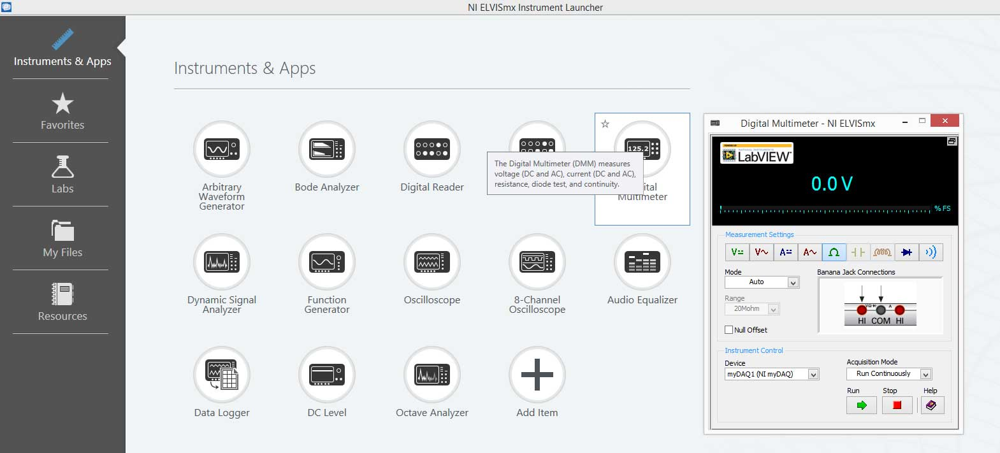 NI ELVISmx Instrument Launcher
Instruments & Apps
Favorites
Labs
My Files
Resources
Instruments & Apps
Arbitrary
Waveform
Generator
Bode Analyzer
Digital Reader
The Digital Multimeter (DMM) measures
voltage (DC and AC), current (DC and AC),
resistance, diode test, and continuity.
125.2
ital
Multimeter
Dynamic Signal
Analyzer
Function
Generator
Oscilloscope
8-Channel
Oscilloscope
Audio Equalizer
Data Logger
DC Level
Octave Analyzer
Add Item
Digital Multimeter - NI ELVISmx
LabVIEW
0.0 V
% FS
Measurement Settings
V V A A
Mode
Auto
Range
20Mohm
Null Offset
Banana Jack Connections
VΩ A
HI COM HI
Instrument Control
Device
myDAQ1 (NI myDAQ)
Acquisition Mode
Run Continuously
Run Stop Help